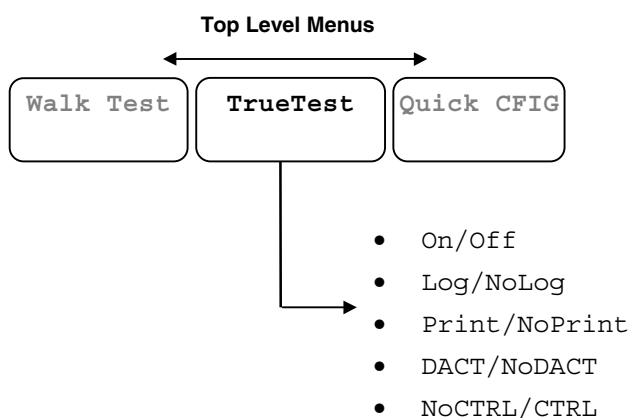 Top Level Menus
Walk Test TrueTest Quick CFIG
• On/Off
• Log/NoLog
• Print/NoPrint
• DACT/NoDACT
• NoCTRL/CTRL